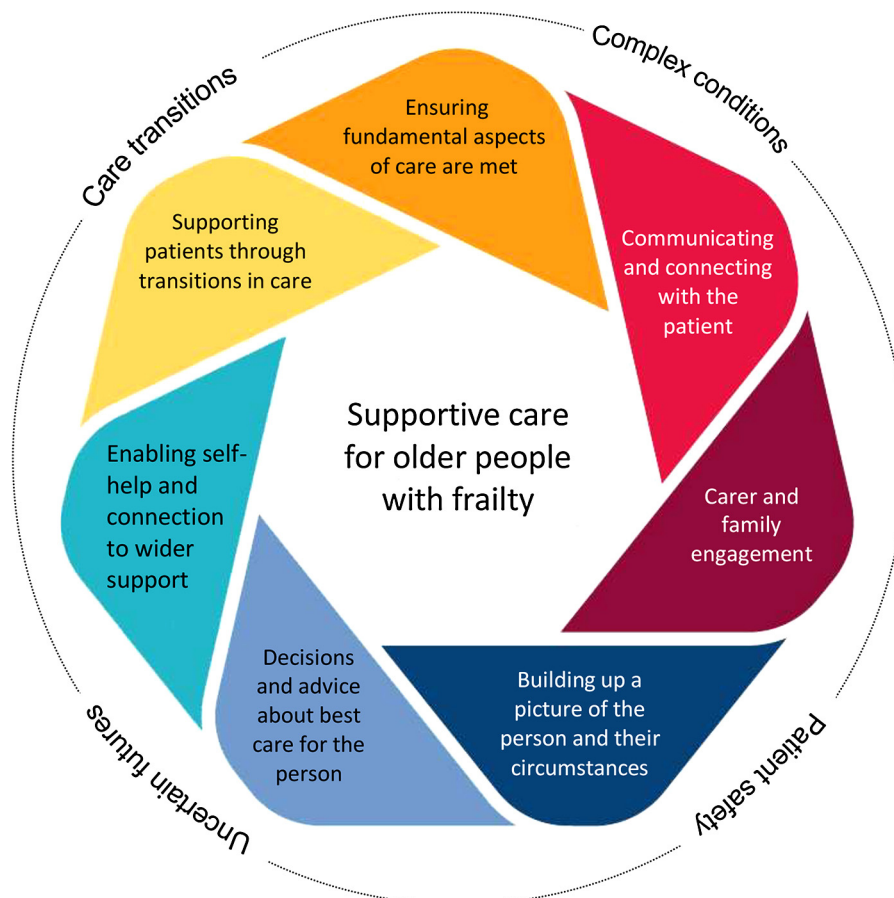 Care transitions
Complex conditions
Ensuring
fundamental aspects
of care are met
Communicating
and connecting
with the
patient
Supporting
patients through
transitions in care
Supportive care
for older people
with frailty
Enabling self-
help and
connection
to wider
support
Carer and
family
engagement
Decisions
and advice
about best
care for the
person
Building up a
picture of the
person and their
circumstances
Uncertain futures
Patient safety